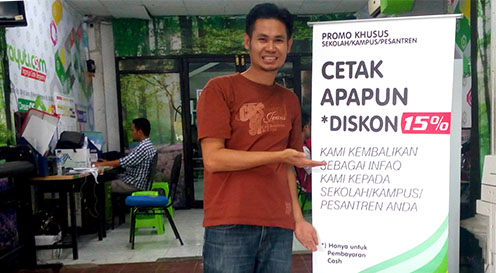 PROMO KHUSUS
SEKOLAH/KAMPUS/PESANTREN
CETAK
APAPUN
*DISKON 15%
KAMI KEMBALIKAN
SEBAGAI INFAQ
KAMI KEPADA
SEKOLAH/KAMPUS/
PESANTREN ANDA
*) Hanya untuk
Pembayaran
Cash